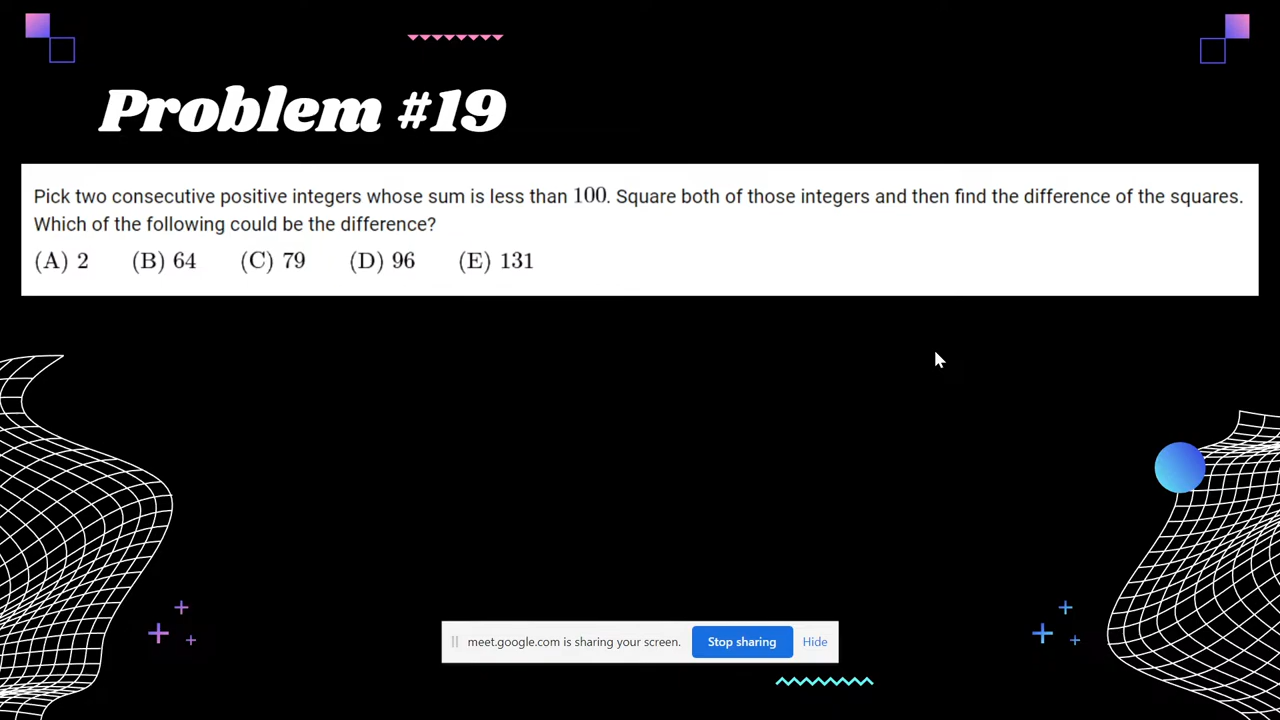 Problem #19
Pick two consecutive positive integers whose sum is less than 100. Square both of those integers and then find the difference of the squares.
Which of the following could be the difference?
(A) 2 (B) 64 (C) 79 (D) 96 (E) 131
meet.google.com is sharing your screen. Stop sharing Hide